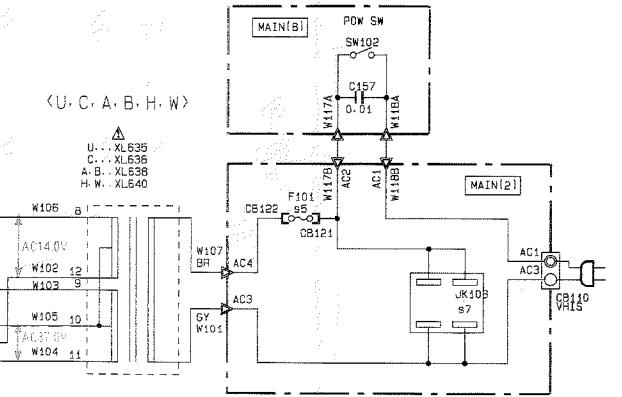 MAIN(B)
POW SW
SW102
C157
0.01
W117A
W118A
<U, C, A, B, H, W>
U...XL635
C...XL636
A·B..XL638
H·W..XL640
W117B
AC2
AC1
W118B
MAIN(2)
F101
s5
CB122
CB121
W106 8
AC14.0V
W102 12
W103 9
W105 10
AC37.0V
W104 11
W107
BR
AC4
AC3
GY
W101
AC1
AC3
JK103
s7
CB110
VHIS